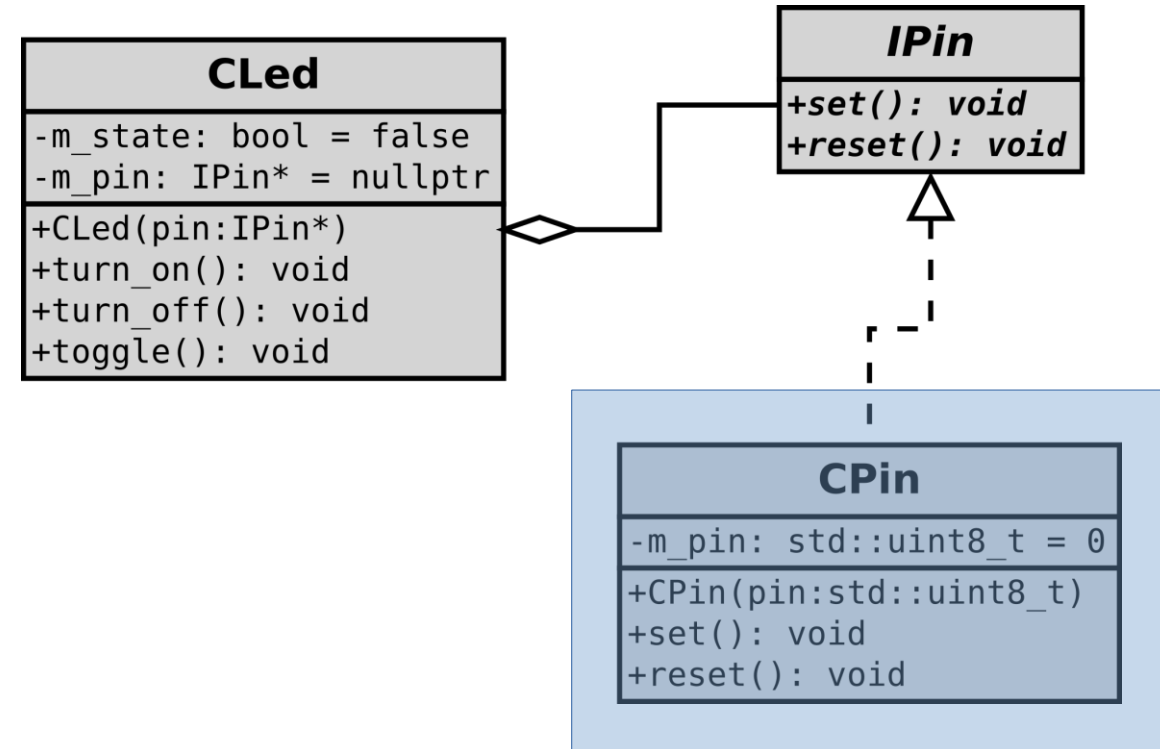 CLed
-m_state: bool = false
-m_pin: IPin* = nullptr
+CLed(pin:IPin*)
+turn_on(): void
+turn_off(): void
+toggle(): void
IPin
+set(): void
+reset(): void
CPin
-m_pin: std::uint8_t = 0
+CPin(pin:std::uint8_t)
+set(): void
+reset(): void